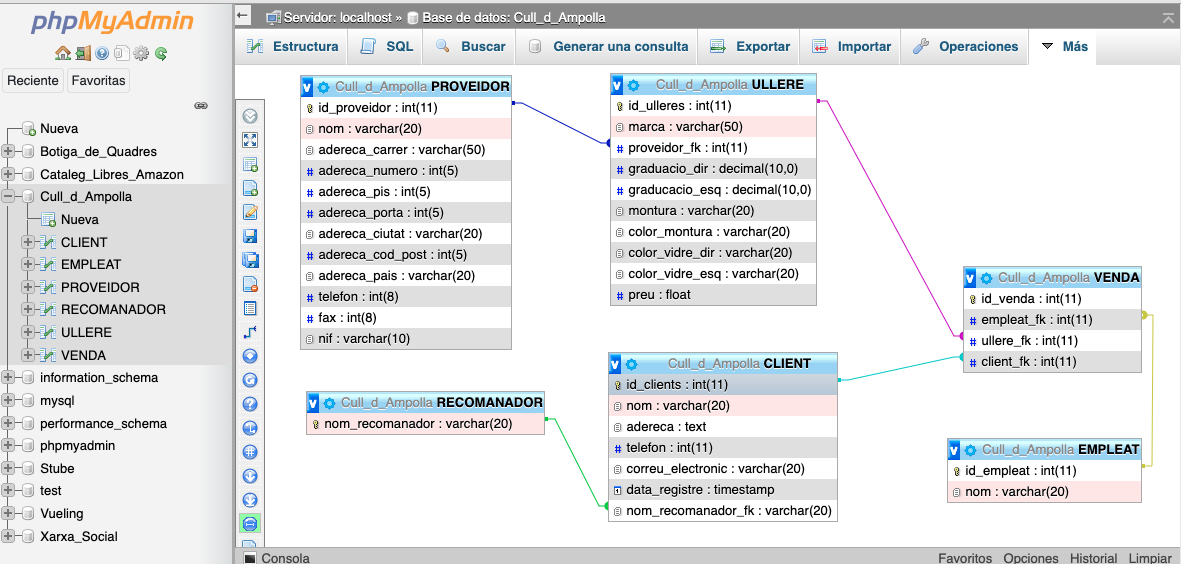 phpMyAdmin
Reciente
Favoritas
Nueva
Botiga_de_Quadres
Cataleg_Libres_Amazon
Cull_d_Ampolla
Nueva
CLIENT
EMPLEAT
PROVEIDOR
RECOMANADOR
ULLERE
VENDA
information_schema
mysql
performance_schema
phpmyadmin
Stube
test
Vueling
Xarxa_Social
Servidor: localhost » Base de datos: Cull_d_Ampolla
Estructura
SQL
Buscar
Generar una consulta
Exportar
Importar
Operaciones
Más
Cull_d_Ampolla PROVEIDOR
id_proveidor : int(11)
nom : varchar(20)
adereca_carrer : varchar(50)
adereca_numero : int(5)
adereca_pis : int(5)
adereca_porta : int(5)
adereca_ciutat : varchar(20)
adereca_cod_post : int(5)
adereca_pais : varchar(20)
telefon : int(8)
fax : int(8)
nif : varchar(10)
Cull_d_Ampolla ULLERE
id_ulleres : int(11)
marca : varchar(50)
proveidor_fk : int(11)
graduacio_dir : decimal(10,0)
graducacio_esq : decimal(10,0)
montura : varchar(20)
color_montura : varchar(20)
color_vidre_dir : varchar(20)
color_vidre_esq : varchar(20)
preu : float
Cull_d_Ampolla VENDA
id_venda : int(11)
empleat_fk : int(11)
ullere_fk : int(11)
client_fk : int(11)
Cull_d_Ampolla CLIENT
id_clients : int(11)
nom : varchar(20)
adereca : text
telefon : int(11)
correu_electronic : varchar(20)
data_registre : timestamp
nom_recomanador_fk : varchar(20)
Cull_d_Ampolla RECOMANADOR
nom_recomanador : varchar(20)
Cull_d_Ampolla EMPLEAT
id_empleat : int(11)
nom : varchar(20)
Consola
Favoritos
Opciones
Historial
Limpiar